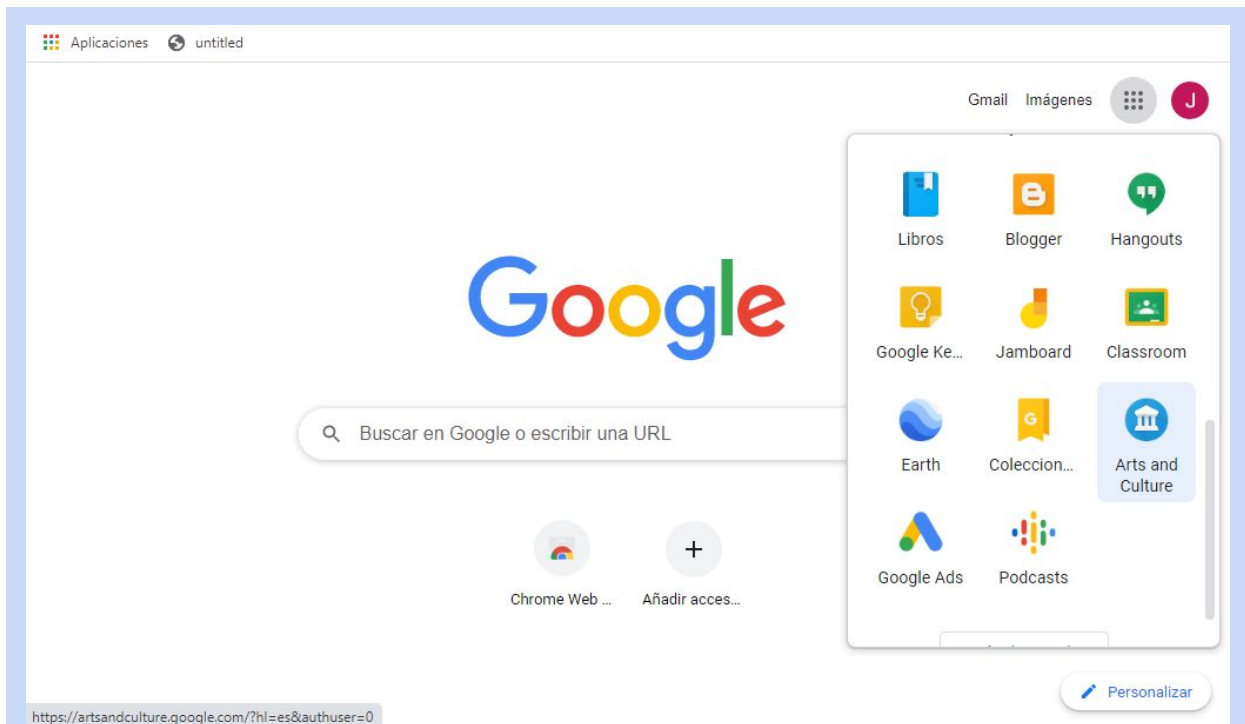 Aplicaciones untitled
Gmail Imágenes
J
Libros Blogger Hangouts
Google
Google Ke... Jamboard Classroom
Buscar en Google o escribir una URL
Earth Coleccion... Arts and
Culture
Google Ads Podcasts
Chrome Web ... Añadir acces...
Personalizar
https://artsandculture.google.com/?hl=es&authuser=0